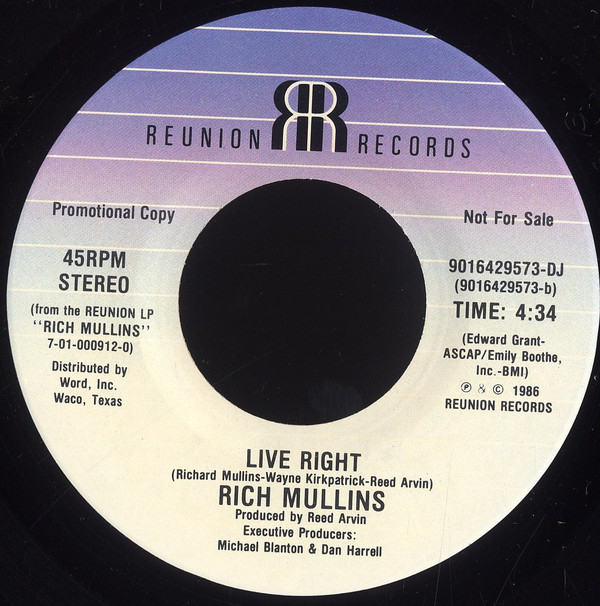 REUNION RR RECORDS
Promotional Copy
Not For Sale
45RPM
STEREO
(from the REUNION LP
"RICH MULLINS"
7-01-000912-0)
Distributed by
Word, Inc.
Waco, Texas
9016429573-DJ
(9016429573-b)
TIME: 4:34
(Edward Grant-
ASCAP/Emily Boothe,
Inc.-BMI)
℗ & © 1986
REUNION RECORDS
LIVE RIGHT
(Richard Mullins-Wayne Kirkpatrick-Reed Arvin)
RICH MULLINS
Produced by Reed Arvin
Executive Producers:
Michael Blanton & Dan Harrell